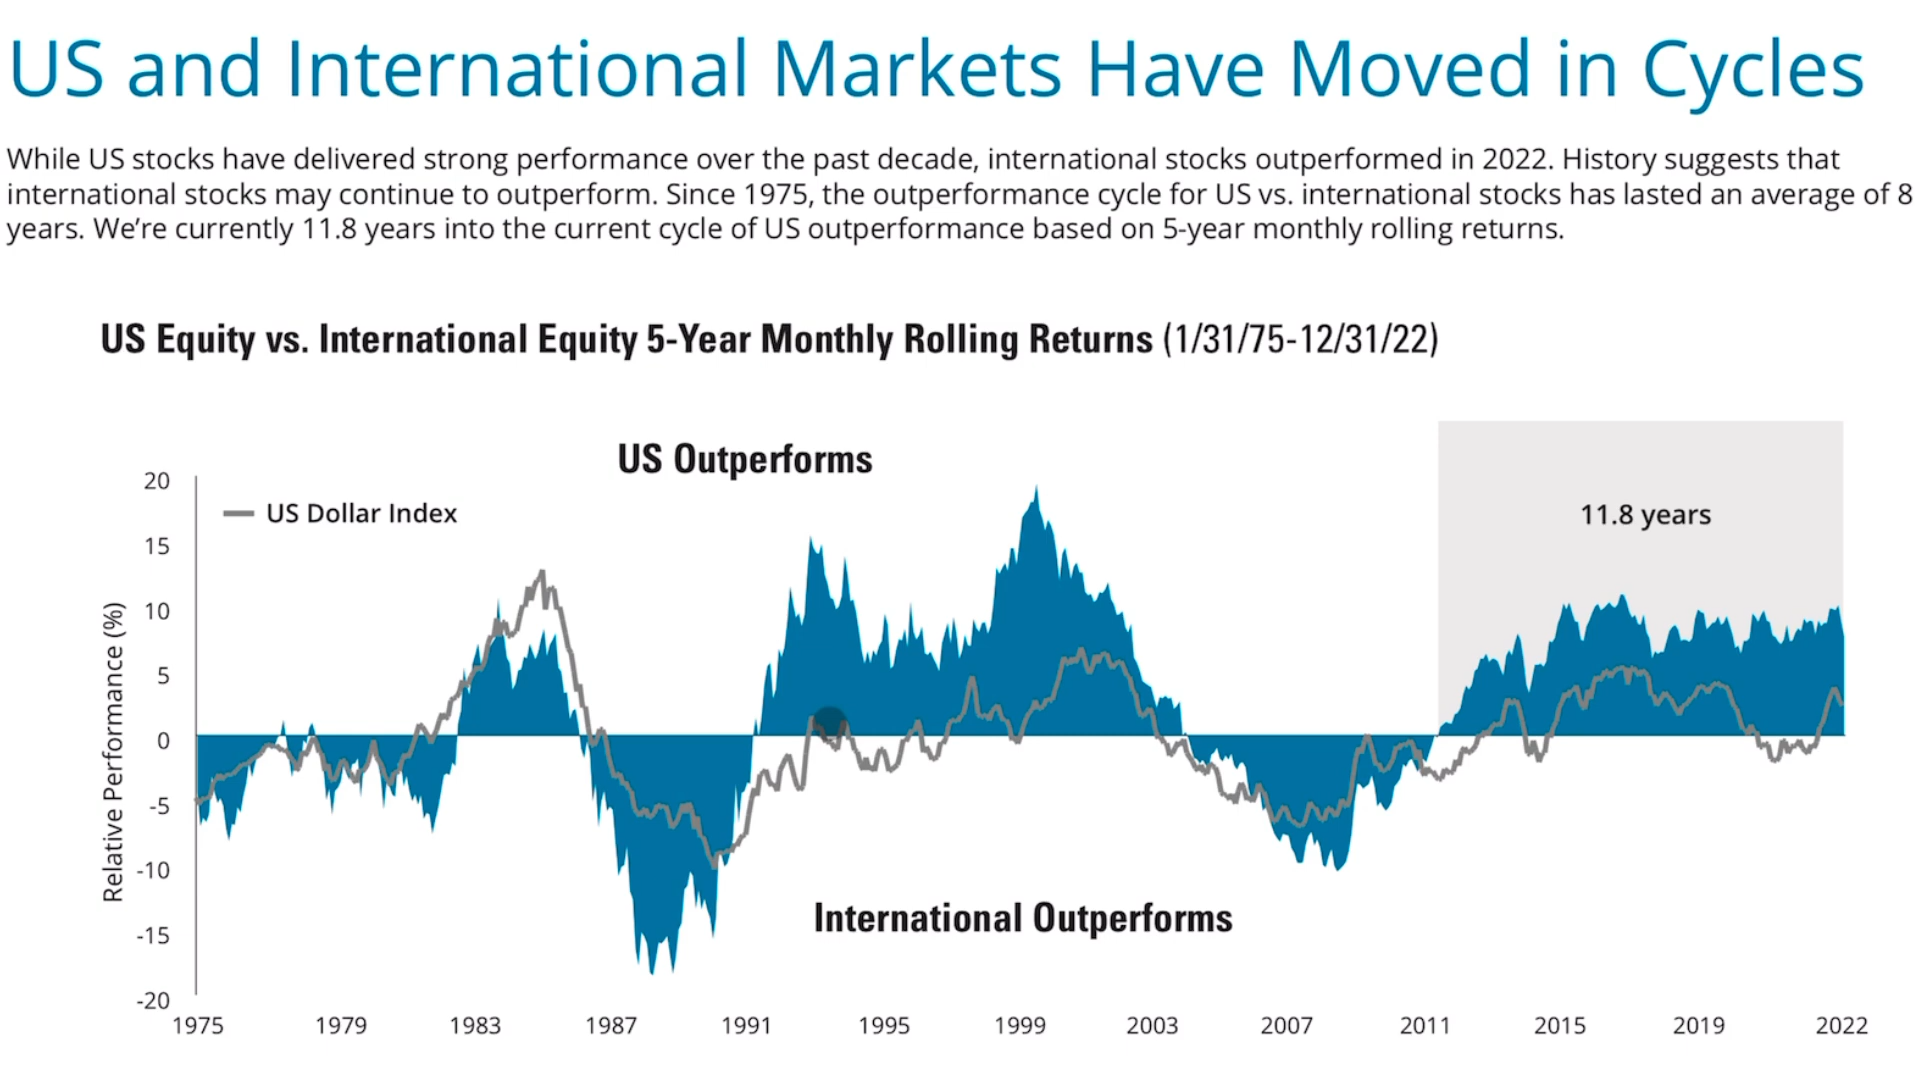 US and International Markets Have Moved in Cycles
While US stocks have delivered strong performance over the past decade, international stocks outperformed in 2022. History suggests that
international stocks may continue to outperform. Since 1975, the outperformance cycle for US vs. international stocks has lasted an average of 8
years. We’re currently 11.8 years into the current cycle of US outperformance based on 5-year monthly rolling returns.
US Equity vs. International Equity 5-Year Monthly Rolling Returns (1/31/75-12/31/22)
US Outperforms
20
US Dollar Index
11.8 years
15
10
5
0
-5
-10
-15
-20
Relative Performance (%)
International Outperforms
1975 1979 1983 1987 1991 1995 1999 2003 2007 2011 2015 2019 2022